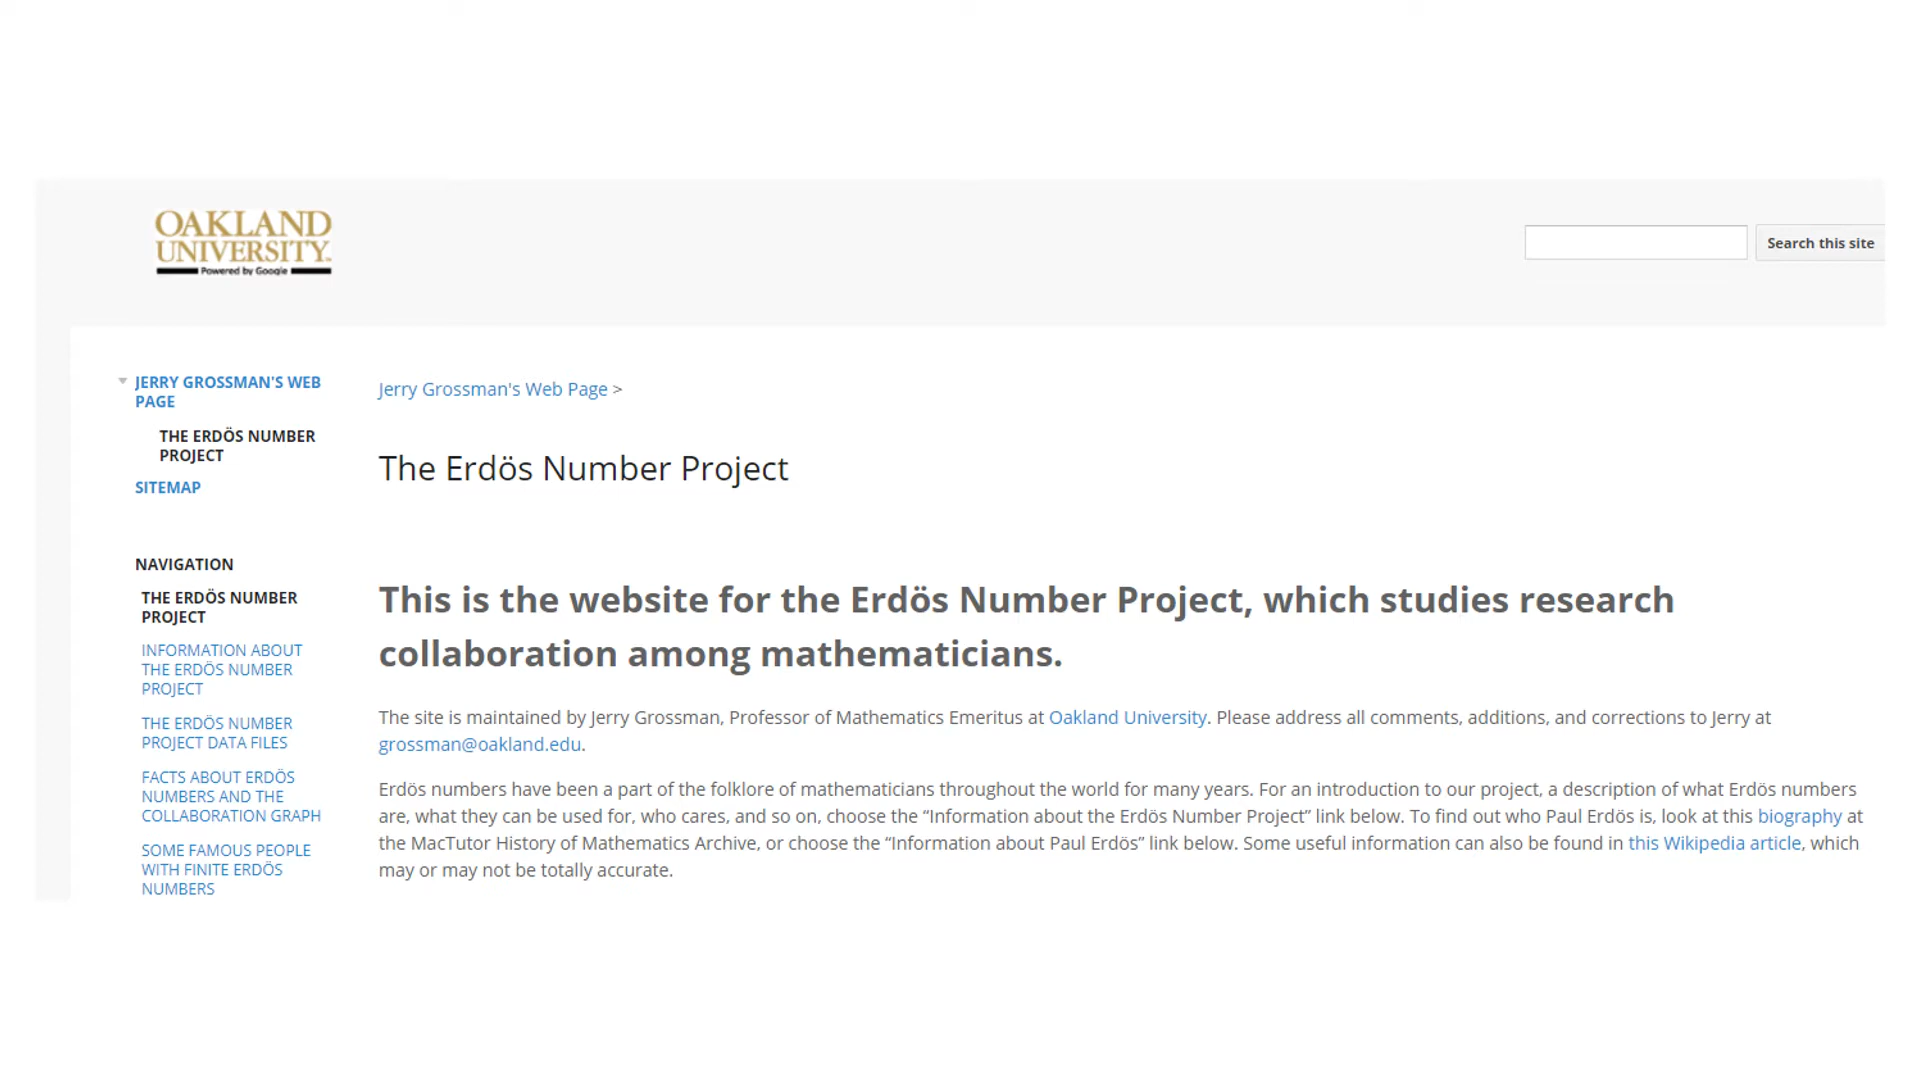 OAKLAND
UNIVERSITY.
Powered by Google
Search this site
JERRY GROSSMAN'S WEB
PAGE
THE ERDÖS NUMBER
PROJECT
SITEMAP
NAVIGATION
THE ERDÖS NUMBER
PROJECT
INFORMATION ABOUT
THE ERDÖS NUMBER
PROJECT
THE ERDÖS NUMBER
PROJECT DATA FILES
FACTS ABOUT ERDÖS
NUMBERS AND THE
COLLABORATION GRAPH
SOME FAMOUS PEOPLE
WITH FINITE ERDÖS
NUMBERS
Jerry Grossman's Web Page >
The Erdös Number Project
This is the website for the Erdös Number Project, which studies research
collaboration among mathematicians.
The site is maintained by Jerry Grossman, Professor of Mathematics Emeritus at Oakland University. Please address all comments, additions, and corrections to Jerry at
grossman@oakland.edu.
Erdös numbers have been a part of the folklore of mathematicians throughout the world for many years. For an introduction to our project, a description of what Erdös numbers
are, what they can be used for, who cares, and so on, choose the “Information about the Erdös Number Project” link below. To find out who Paul Erdös is, look at this biography at
the MacTutor History of Mathematics Archive, or choose the “Information about Paul Erdös” link below. Some useful information can also be found in this Wikipedia article, which
may or may not be totally accurate.